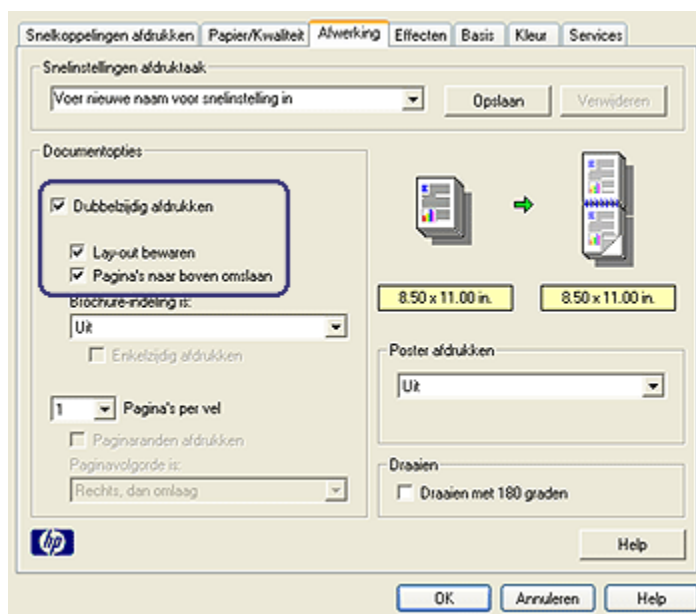 Snelkoppelingen afdrukken Papier/Kwaliteit Afwerking Effecten Basis Kleur Services
Snelinstellingen afdruktaak
Voer nieuwe naam voor snelinstelling in Opslaan Verwijderen
Documentopties
Dubbelzijdig afdrukken
Lay-out bewaren
Pagina's naar boven omslaan
Brochure-indeling is:
Uit
Enkelzijdig afdrukken
1 Pagina's per vel
Paginaranden afdrukken
Paginavolgorde is:
Rechts, dan omlaag
8.50 x 11.00 in. 8.50 x 11.00 in.
Poster afdrukken
Uit
Draaien
Draaien met 180 graden
hp
Help
OK Annuleren Help